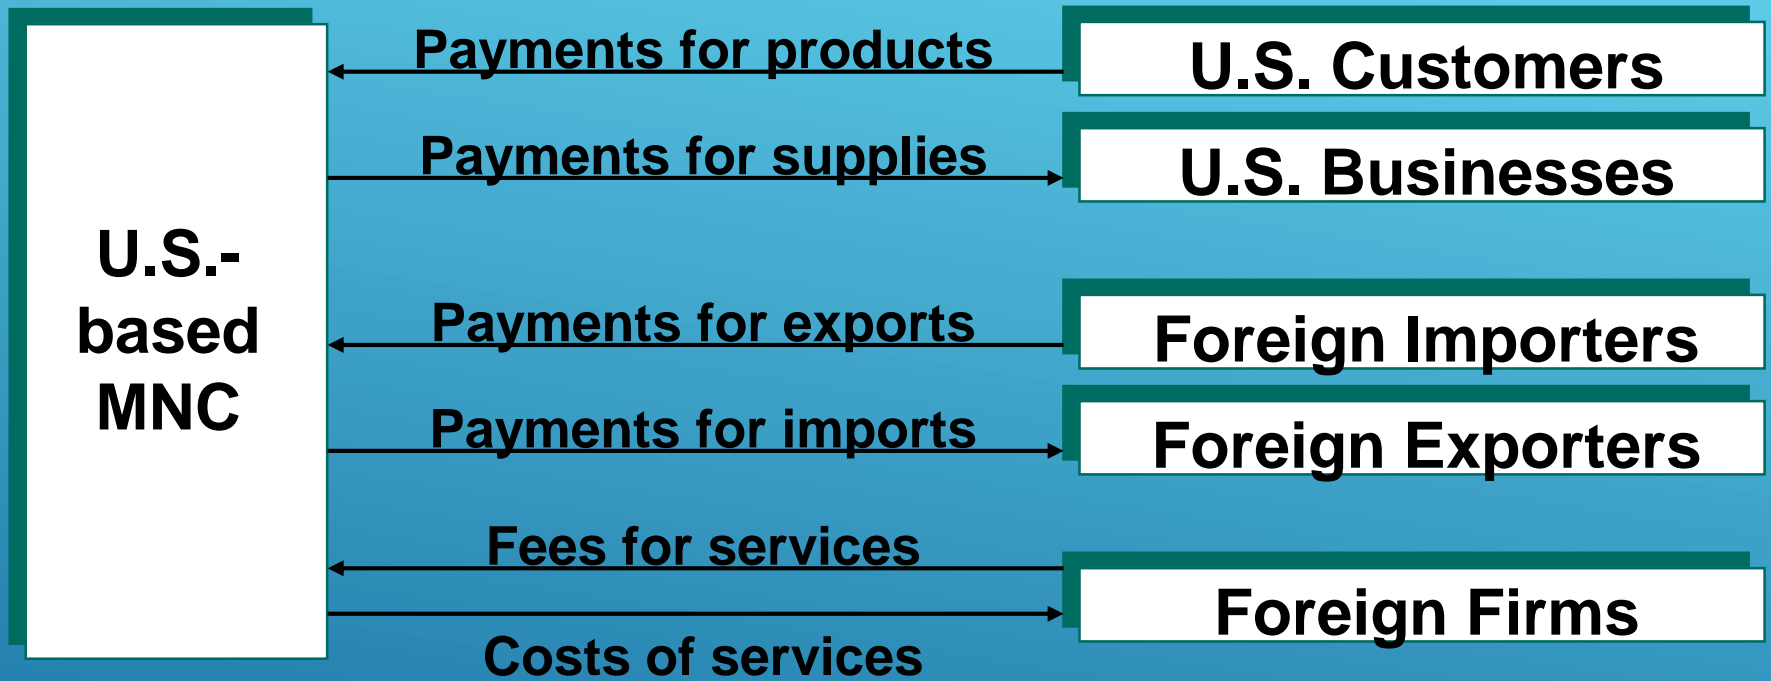 U.S.-
based
MNC
Payments for products
U.S. Customers
Payments for supplies
U.S. Businesses
Payments for exports
Foreign Importers
Payments for imports
Foreign Exporters
Fees for services
Foreign Firms
Costs of services